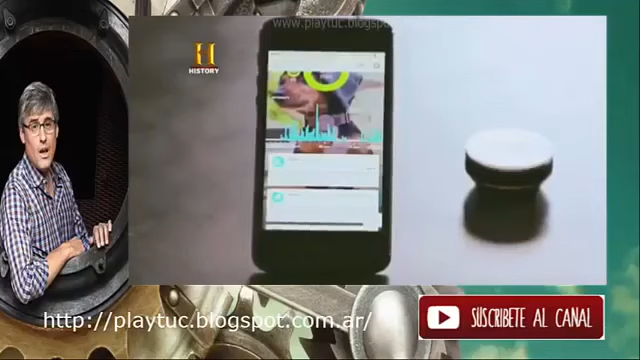 www.playtuc.blogspot
H
HISTORY
http://playtuc.blogspot.com.ar/
SUSCRIBETE AL CANAL